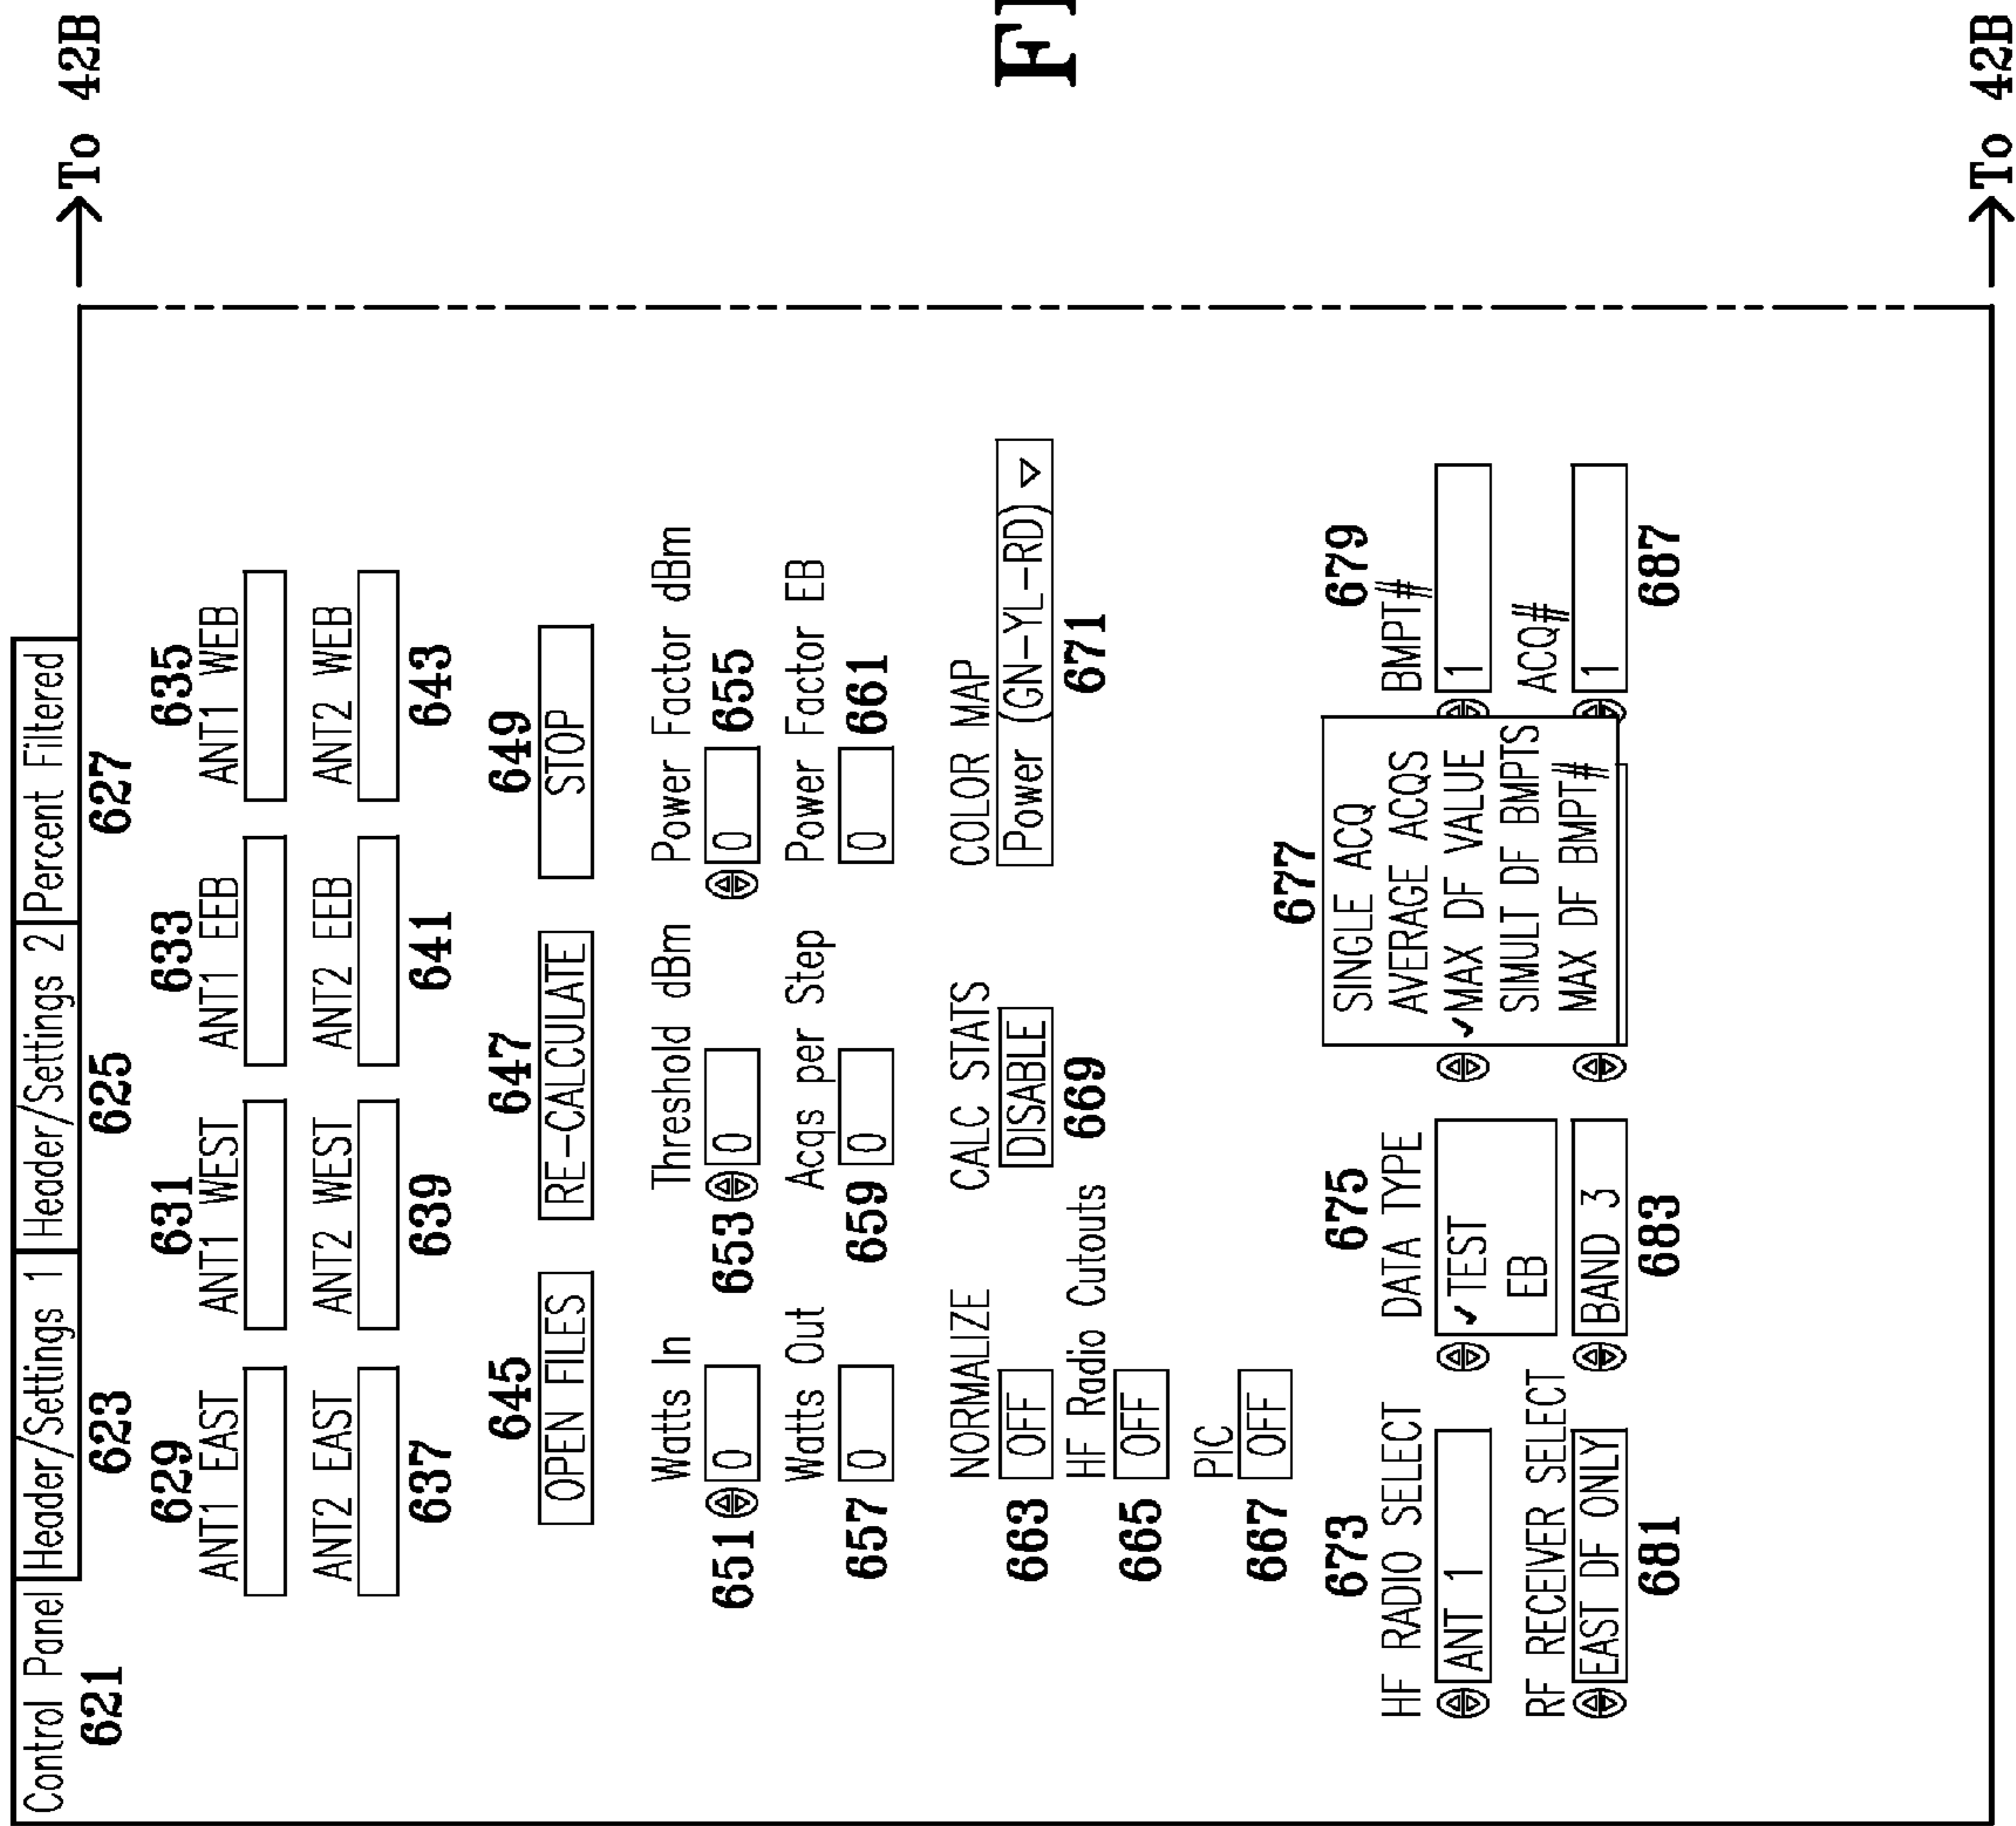 Control Panel Header/Settings 1 Header/Settings 2 Percent Filtered
To 42B
621 623 625 627
629 631 633 635
ANT1 EAST ANT1 WEST ANT1 EEB ANT1 WEB
ANT2 EAST ANT2 WEST ANT2 EEB ANT2 WEB
637 639 641 643
645 647 649
OPEN FILES RE-CALCULATE STOP
Watts In Threshold dBm Power Factor dBm
651 0 653 0 0 655
Watts Out Acqs per Step Power Factor EB
657 0 659 0 0 661
NORMALIZE CALC STATS COLOR MAP
663 OFF DISABLE Power (GN-YL-RD)
HF Radio Cutouts 669 671
665 OFF
PIC
667 OFF
673 675 677 679
HF RADIO SELECT DATA TYPE SINGLE ACQ BMPT#
AVERAGE ACQS
ANT 1 ✓TEST ✓MAX DF VALUE 1
EB SIMULT DF BMPTS
RF RECEIVER SELECT MAX DF BMPT# ACQ#
EAST DF ONLY BAND 3 1
681 683 687
To 42B